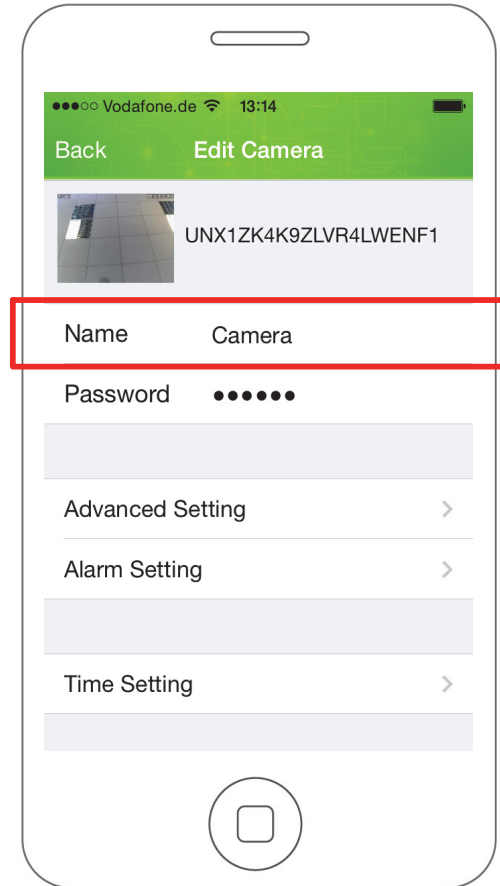 ●●●○○ Vodafone.de 13:14
Back Edit Camera
UNX1ZK4K9ZLVR4LWENF1
Name Camera
Password ●●●●●●
Advanced Setting
Alarm Setting
Time Setting